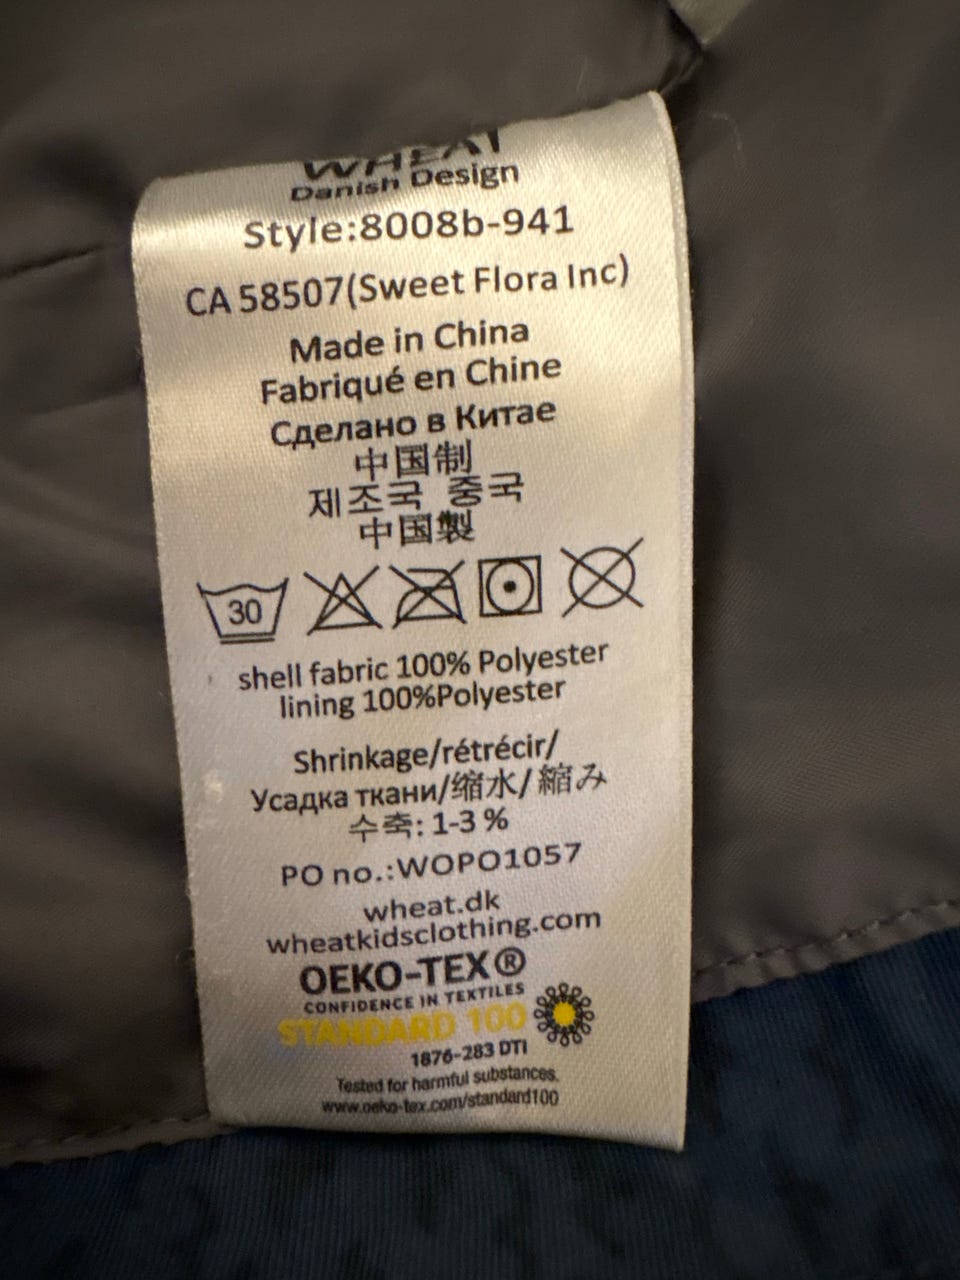 WHEAT
Danish Design
Style:8008b-941
CA 58507(Sweet Flora Inc)
Made in China
Fabriqué en Chine
Сделано в Китае
中国制
제조국 중국
中国製
30
shell fabric 100% Polyester
lining 100%Polyester
Shrinkage/rétrécir/
Усадка ткани/缩水/縮み
수축: 1-3 %
PO no.:WOPO1057
wheat.dk
wheatkidsclothing.com
OEKO-TEX®
CONFIDENCE IN TEXTILES
STANDARD 100
1876-283 DTI
Tested for harmful substances.
www.oeko-tex.com/standard100